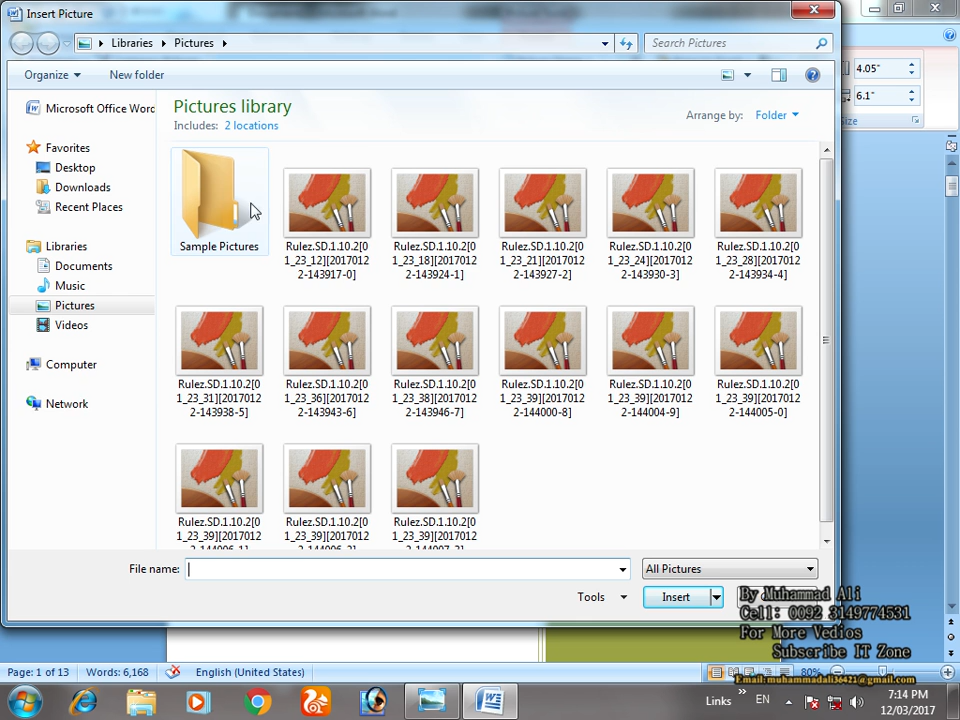 Insert Picture
Libraries
Pictures
Search Pictures
4.05"
6.1"
Size
Organize
New folder
Microsoft Office Word
Pictures library
Includes: 2 locations
Arrange by: Folder
Favorites
Desktop
Downloads
Recent Places
Libraries
Documents
Music
Pictures
Videos
Computer
Network
Sample Pictures
Rulez.SD.1.10.2[0
1_23_12][2017012
2-143917-0]
Rulez.SD.1.10.2[0
1_23_18][2017012
2-143924-1]
Rulez.SD.1.10.2[0
1_23_21][2017012
2-143927-2]
Rulez.SD.1.10.2[0
1_23_24][2017012
2-143930-3]
Rulez.SD.1.10.2[0
1_23_28][2017012
2-143934-4]
Rulez.SD.1.10.2[0
1_23_31][2017012
2-143938-5]
Rulez.SD.1.10.2[0
1_23_36][2017012
2-143943-6]
Rulez.SD.1.10.2[0
1_23_38][2017012
2-143946-7]
Rulez.SD.1.10.2[0
1_23_39][2017012
2-144000-8]
Rulez.SD.1.10.2[0
1_23_39][2017012
2-144004-9]
Rulez.SD.1.10.2[0
1_23_39][2017012
2-144005-0]
Rulez.SD.1.10.2[0
1_23_39][2017012
Rulez.SD.1.10.2[0
1_23_39][2017012
Rulez.SD.1.10.2[0
1_23_39][2017012
File name:
All Pictures
Tools
Insert
By Muhammad Ali
Cell: 0092 3149774531
For More Vedios
Subscribe IT Zone
Email:muhammadali36421@gmail.com
Page: 1 of 13
Words: 6,168
English (United States)
80%
Links
EN
7:14 PM
12/03/2017